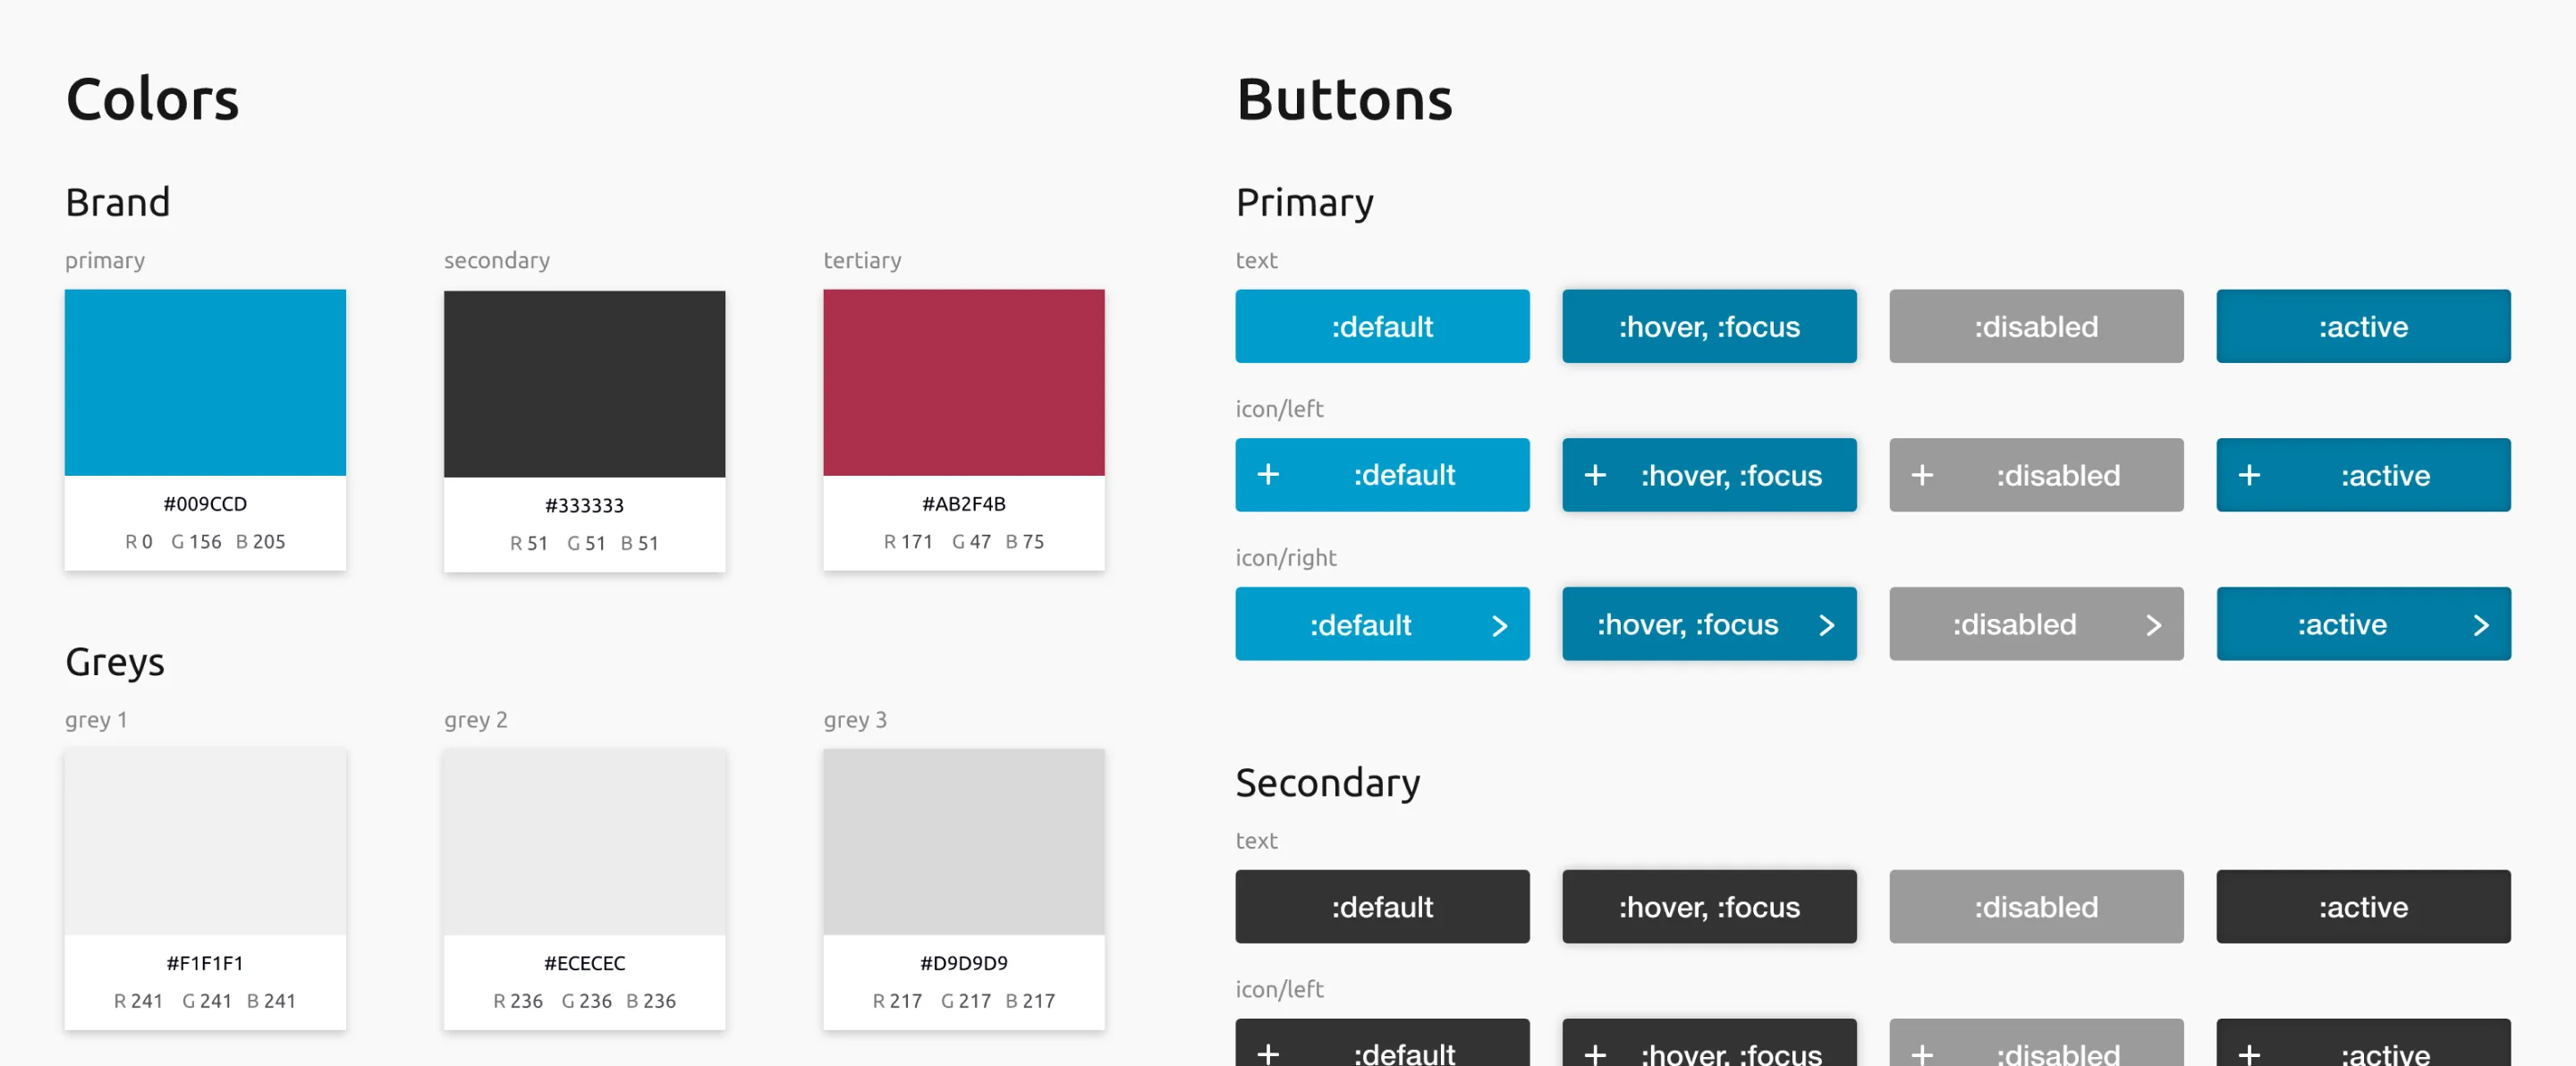 Colors
Brand
primary secondary tertiary
#009CCD #333333 #AB2F4B
R 0 G 156 B 205 R 51 G 51 B 51 R 171 G 47 B 75
Greys
grey 1 grey 2 grey 3
#F1F1F1 #ECECEC #D9D9D9
R 241 G 241 B 241 R 236 G 236 B 236 R 217 G 217 B 217
Buttons
Primary
text
:default :hover, :focus :disabled :active
icon/left
+ :default + :hover, :focus + :disabled + :active
icon/right
:default > :hover, :focus > :disabled > :active >
Secondary
text
:default :hover, :focus :disabled :active
icon/left
+ :default + :hover, :focus + :disabled + :active